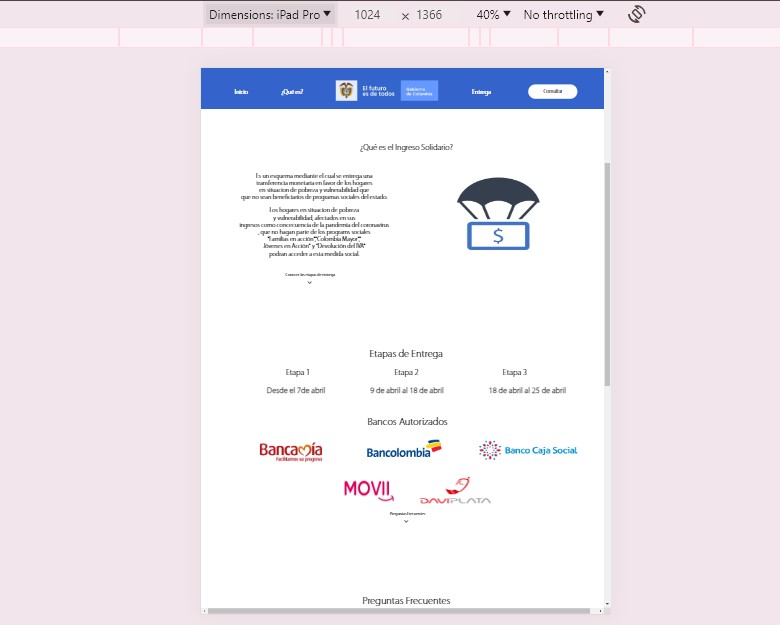 Dimensions: iPad Pro ▼ 1024 × 1366 40% ▼ No throttling ▼
Inicio ¿Qué es? El futuro es de todos Gobierno de Colombia Entrega Consultar
¿Qué es el Ingreso Solidario?
Es un esquema mediante el cual se entrega una
transferencia monetaria en favor de los hogares
en situacion de pobreza y vulnerabilidad que
que no sean beneficiarios de programas sociales del estado.
Los hogares en situacion de pobreza
y vulnerabilidad, afectados en sus
ingresos como concecuencia de la pandemia del coronavirus
, que no hagan parte de los programs sociales
"Familias en acción","Colombia Mayor",
Jóvenes en Acción" y "Devolución del IVA"
podran acceder a esta medida social.
$
Conocer las etapas de entrega
Etapas de Entrega
Etapa 1 Etapa 2 Etapa 3
Desde el 7de abril 9 de abril al 18 de abril 18 de abril al 25 de abril
Bancos Autorizados
Bancamía
Facilitamos su progreso
Bancolombia
Banco Caja Social
MOVII
DAVIPLATA
Preguntas Frecuentes
Preguntas Frecuentes